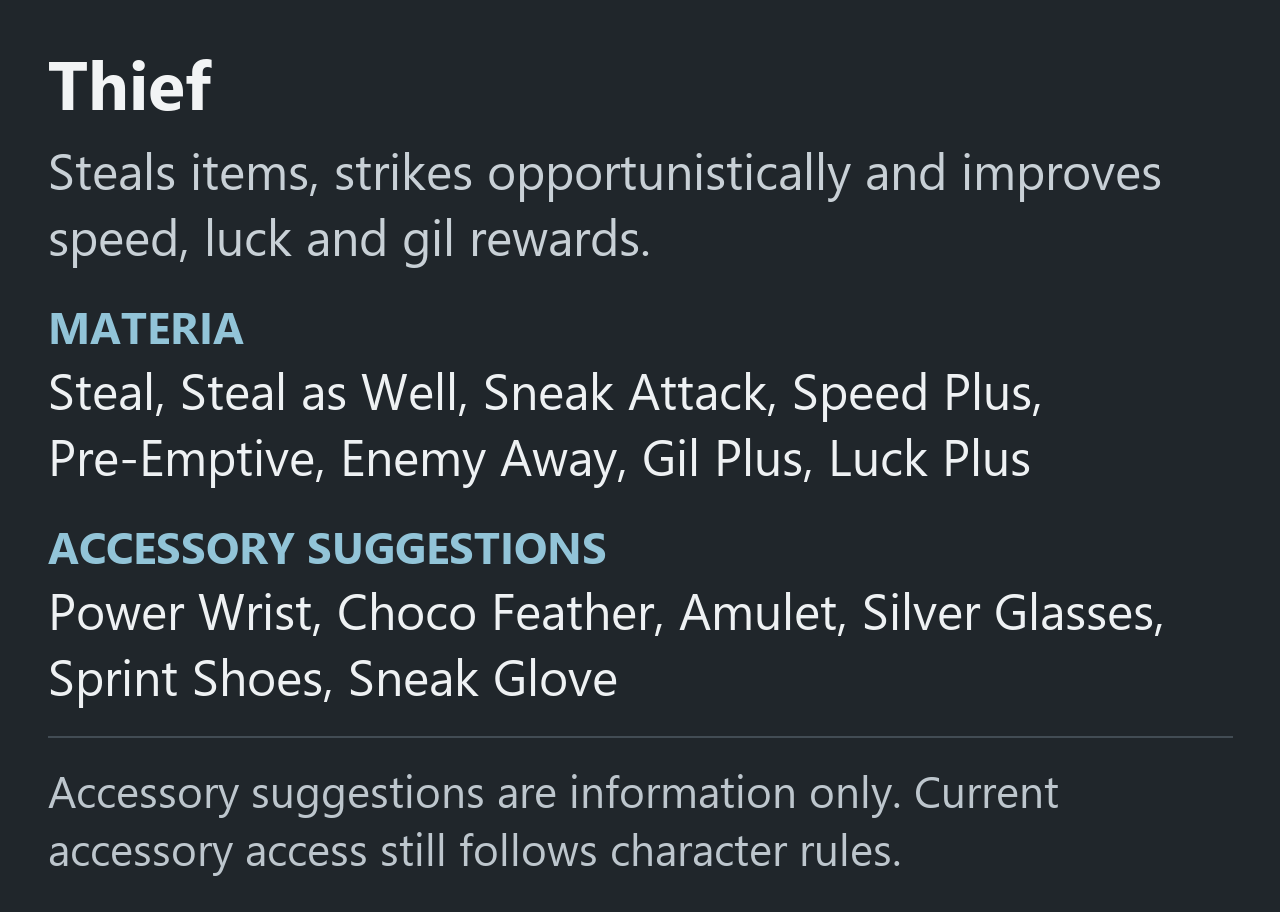 Thief
Steals items, strikes opportunistically and improves
speed, luck and gil rewards.
MATERIA
Steal, Steal as Well, Sneak Attack, Speed Plus,
Pre-Emptive, Enemy Away, Gil Plus, Luck Plus
ACCESSORY SUGGESTIONS
Power Wrist, Choco Feather, Amulet, Silver Glasses,
Sprint Shoes, Sneak Glove
Accessory suggestions are information only. Current
accessory access still follows character rules.